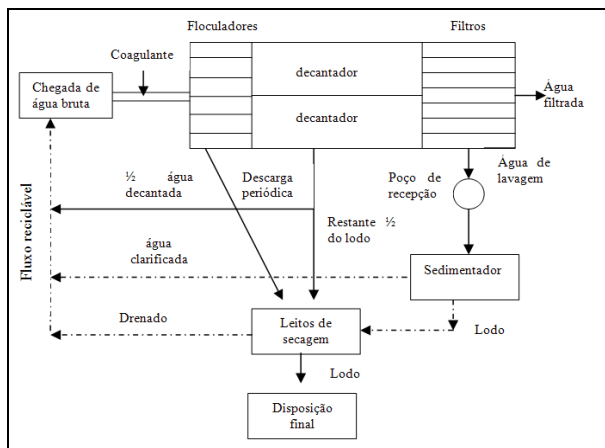 Floculadores
Filtros
Coagulante
Chegada de
água bruta
decantador
decantador
Água
filtrada
½ água
decantada
Descarga
periódica
Poço de
recepção
Água de
lavagem
Restante ½
do lodo
Fluxo reciclável
água
clarificada
Sedimentador
Drenado
Leitos de
secagem
Lodo
Lodo
Disposição
final